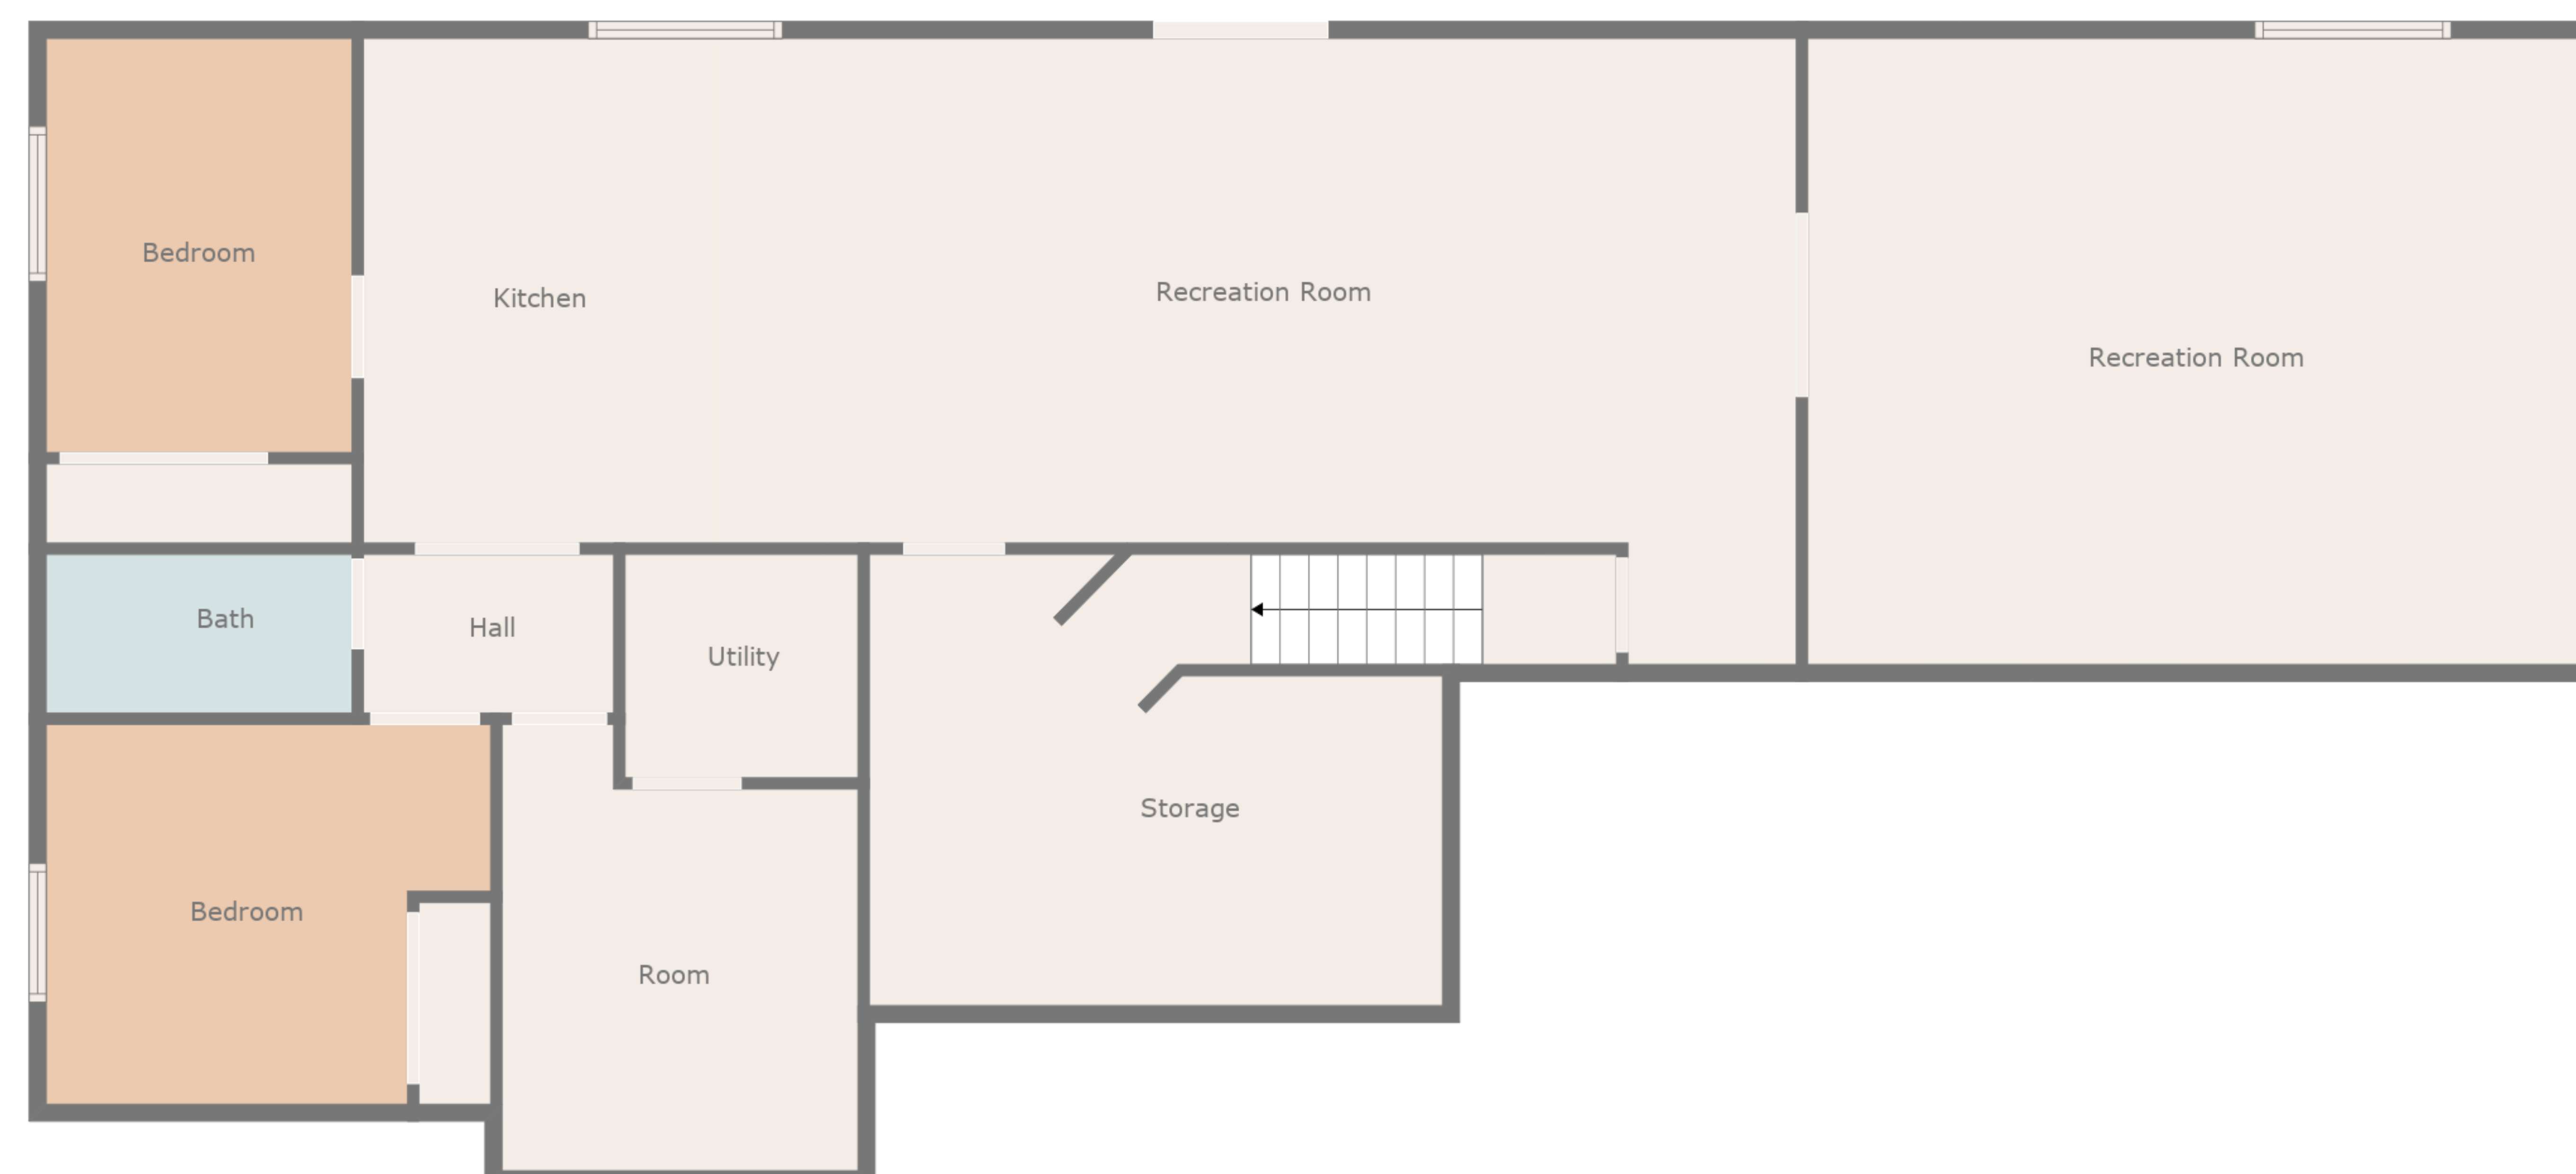 Bedroom
Kitchen
Recreation Room
Recreation Room
Bath
Hall
Utility
Storage
Bedroom
Room